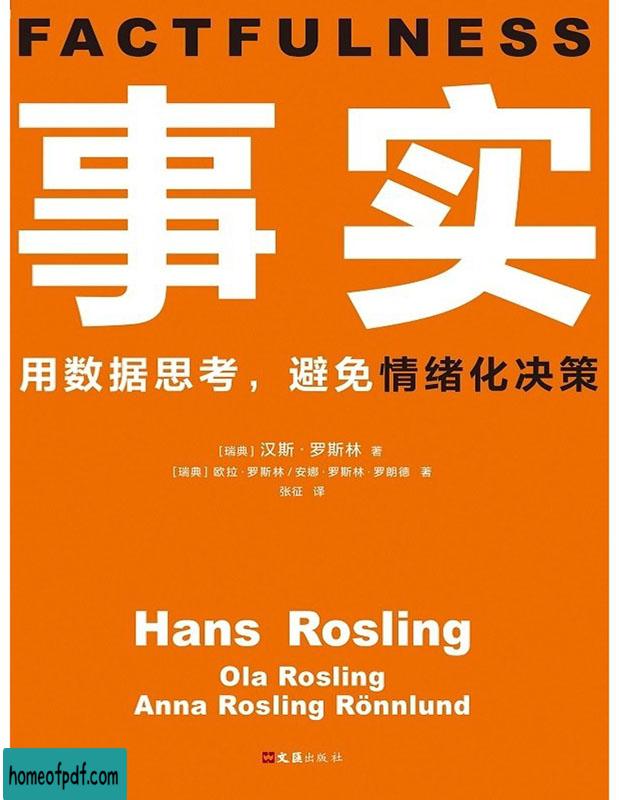 FACTFULNESS
事实
用数据思考，避免情绪化决策
［瑞典］汉斯·罗斯林 著
［瑞典］欧拉·罗斯林/安娜·罗斯林·罗朗德 著
张征 译
Hans Rosling
Ola Rosling
Anna Rosling Rönnlund
文匯出版社
homeofpdf.com